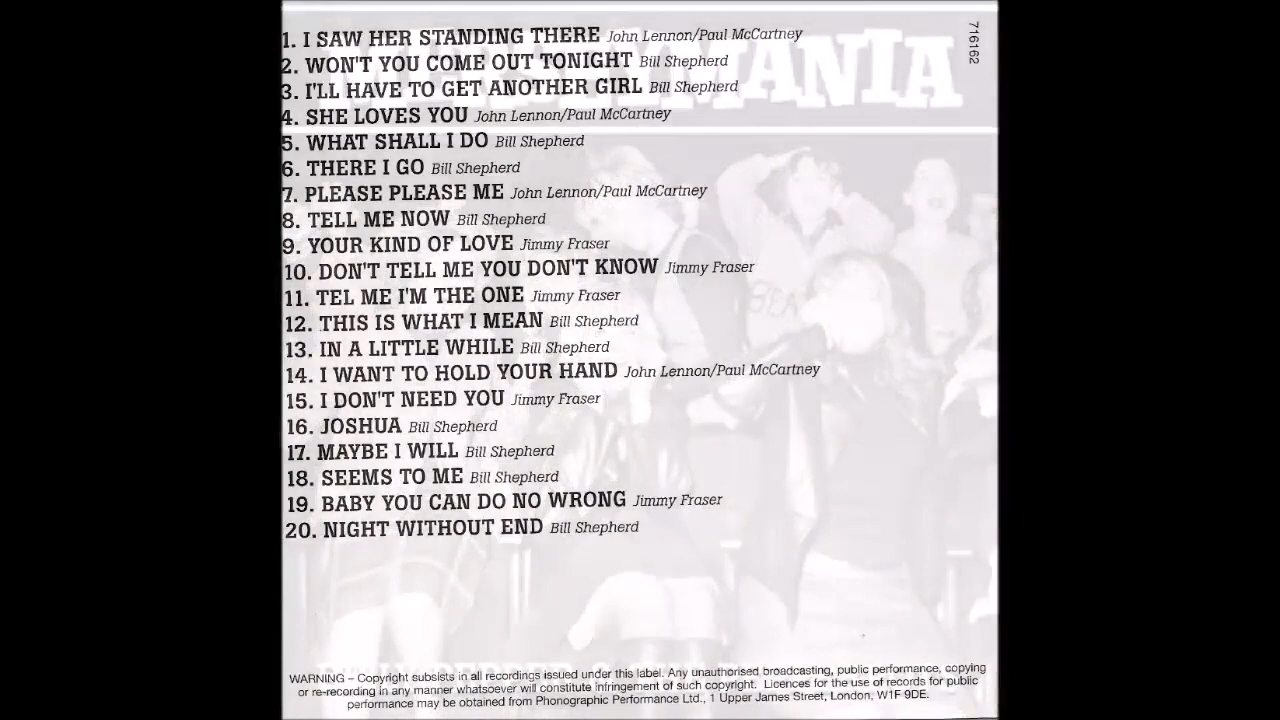 1. I SAW HER STANDING THERE John Lennon/Paul McCartney
2. WON'T YOU COME OUT TONIGHT Bill Shepherd
3. I'LL HAVE TO GET ANOTHER GIRL Bill Shepherd
4. SHE LOVES YOU John Lennon/Paul McCartney
5. WHAT SHALL I DO Bill Shepherd
6. THERE I GO Bill Shepherd
7. PLEASE PLEASE ME John Lennon/Paul McCartney
8. TELL ME NOW Bill Shepherd
9. YOUR KIND OF LOVE Jimmy Fraser
10. DON'T TELL ME YOU DON'T KNOW Jimmy Fraser
11. TEL ME I'M THE ONE Jimmy Fraser
12. THIS IS WHAT I MEAN Bill Shepherd
13. IN A LITTLE WHILE Bill Shepherd
14. I WANT TO HOLD YOUR HAND John Lennon/Paul McCartney
15. I DON'T NEED YOU Jimmy Fraser
16. JOSHUA Bill Shepherd
17. MAYBE I WILL Bill Shepherd
18. SEEMS TO ME Bill Shepherd
19. BABY YOU CAN DO NO WRONG Jimmy Fraser
20. NIGHT WITHOUT END Bill Shepherd
716162
MERSEYMANIA
WARNING – Copyright subsists in all recordings issued under this label. Any unauthorised broadcasting, public performance, copying
or re-recording in any manner whatsoever will constitute infringement of such copyright. Licences for the use of records for public
performance may be obtained from Phonographic Performance Ltd., 1 Upper James Street, London, W1F 9DE.